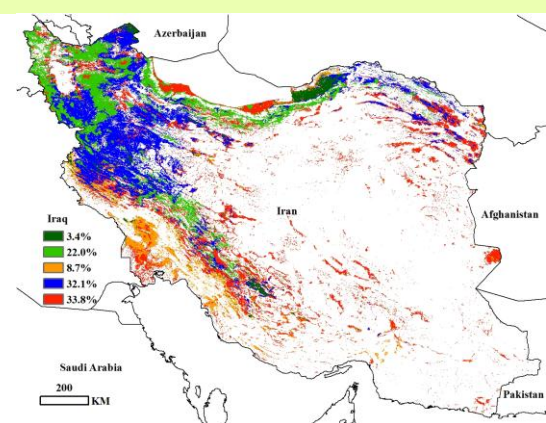 Azerbaijan
Iran
Iraq
3.4%
22.0%
8.7%
32.1%
33.8%
Afghanistan
Saudi Arabia
200
KM
Pakistan